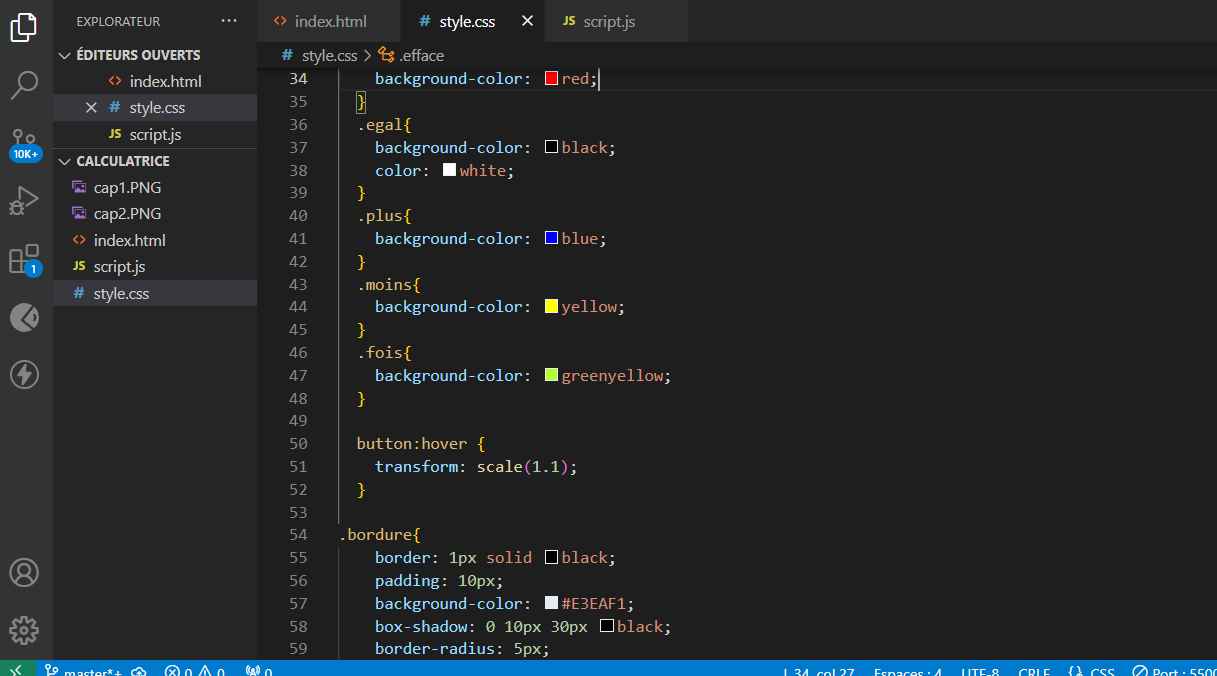 EXPLORATEUR ...
ÉDITEURS OUVERTS
<> index.html
# style.css
JS script.js
10K+
CALCULATRICE
cap1.PNG
cap2.PNG
<> index.html
JS script.js
# style.css
1
<> index.html # style.css JS script.js
# style.css > .efface
34 background-color: red;
35 }
36 .egal{
37 background-color: black;
38 color: white;
39 }
40 .plus{
41 background-color: blue;
42 }
43 .moins{
44 background-color: yellow;
45 }
46 .fois{
47 background-color: greenyellow;
48 }
49
50 button:hover {
51 transform: scale(1.1);
52 }
53
54 .bordure{
55 border: 1px solid black;
56 padding: 10px;
57 background-color: #E3EAF1;
58 box-shadow: 0 10px 30px black;
59 border-radius: 5px;
master*+ 0 0 0 L 34, col 27 Espaces : 4 UTF-8 CRLF {} CSS Port : 5500